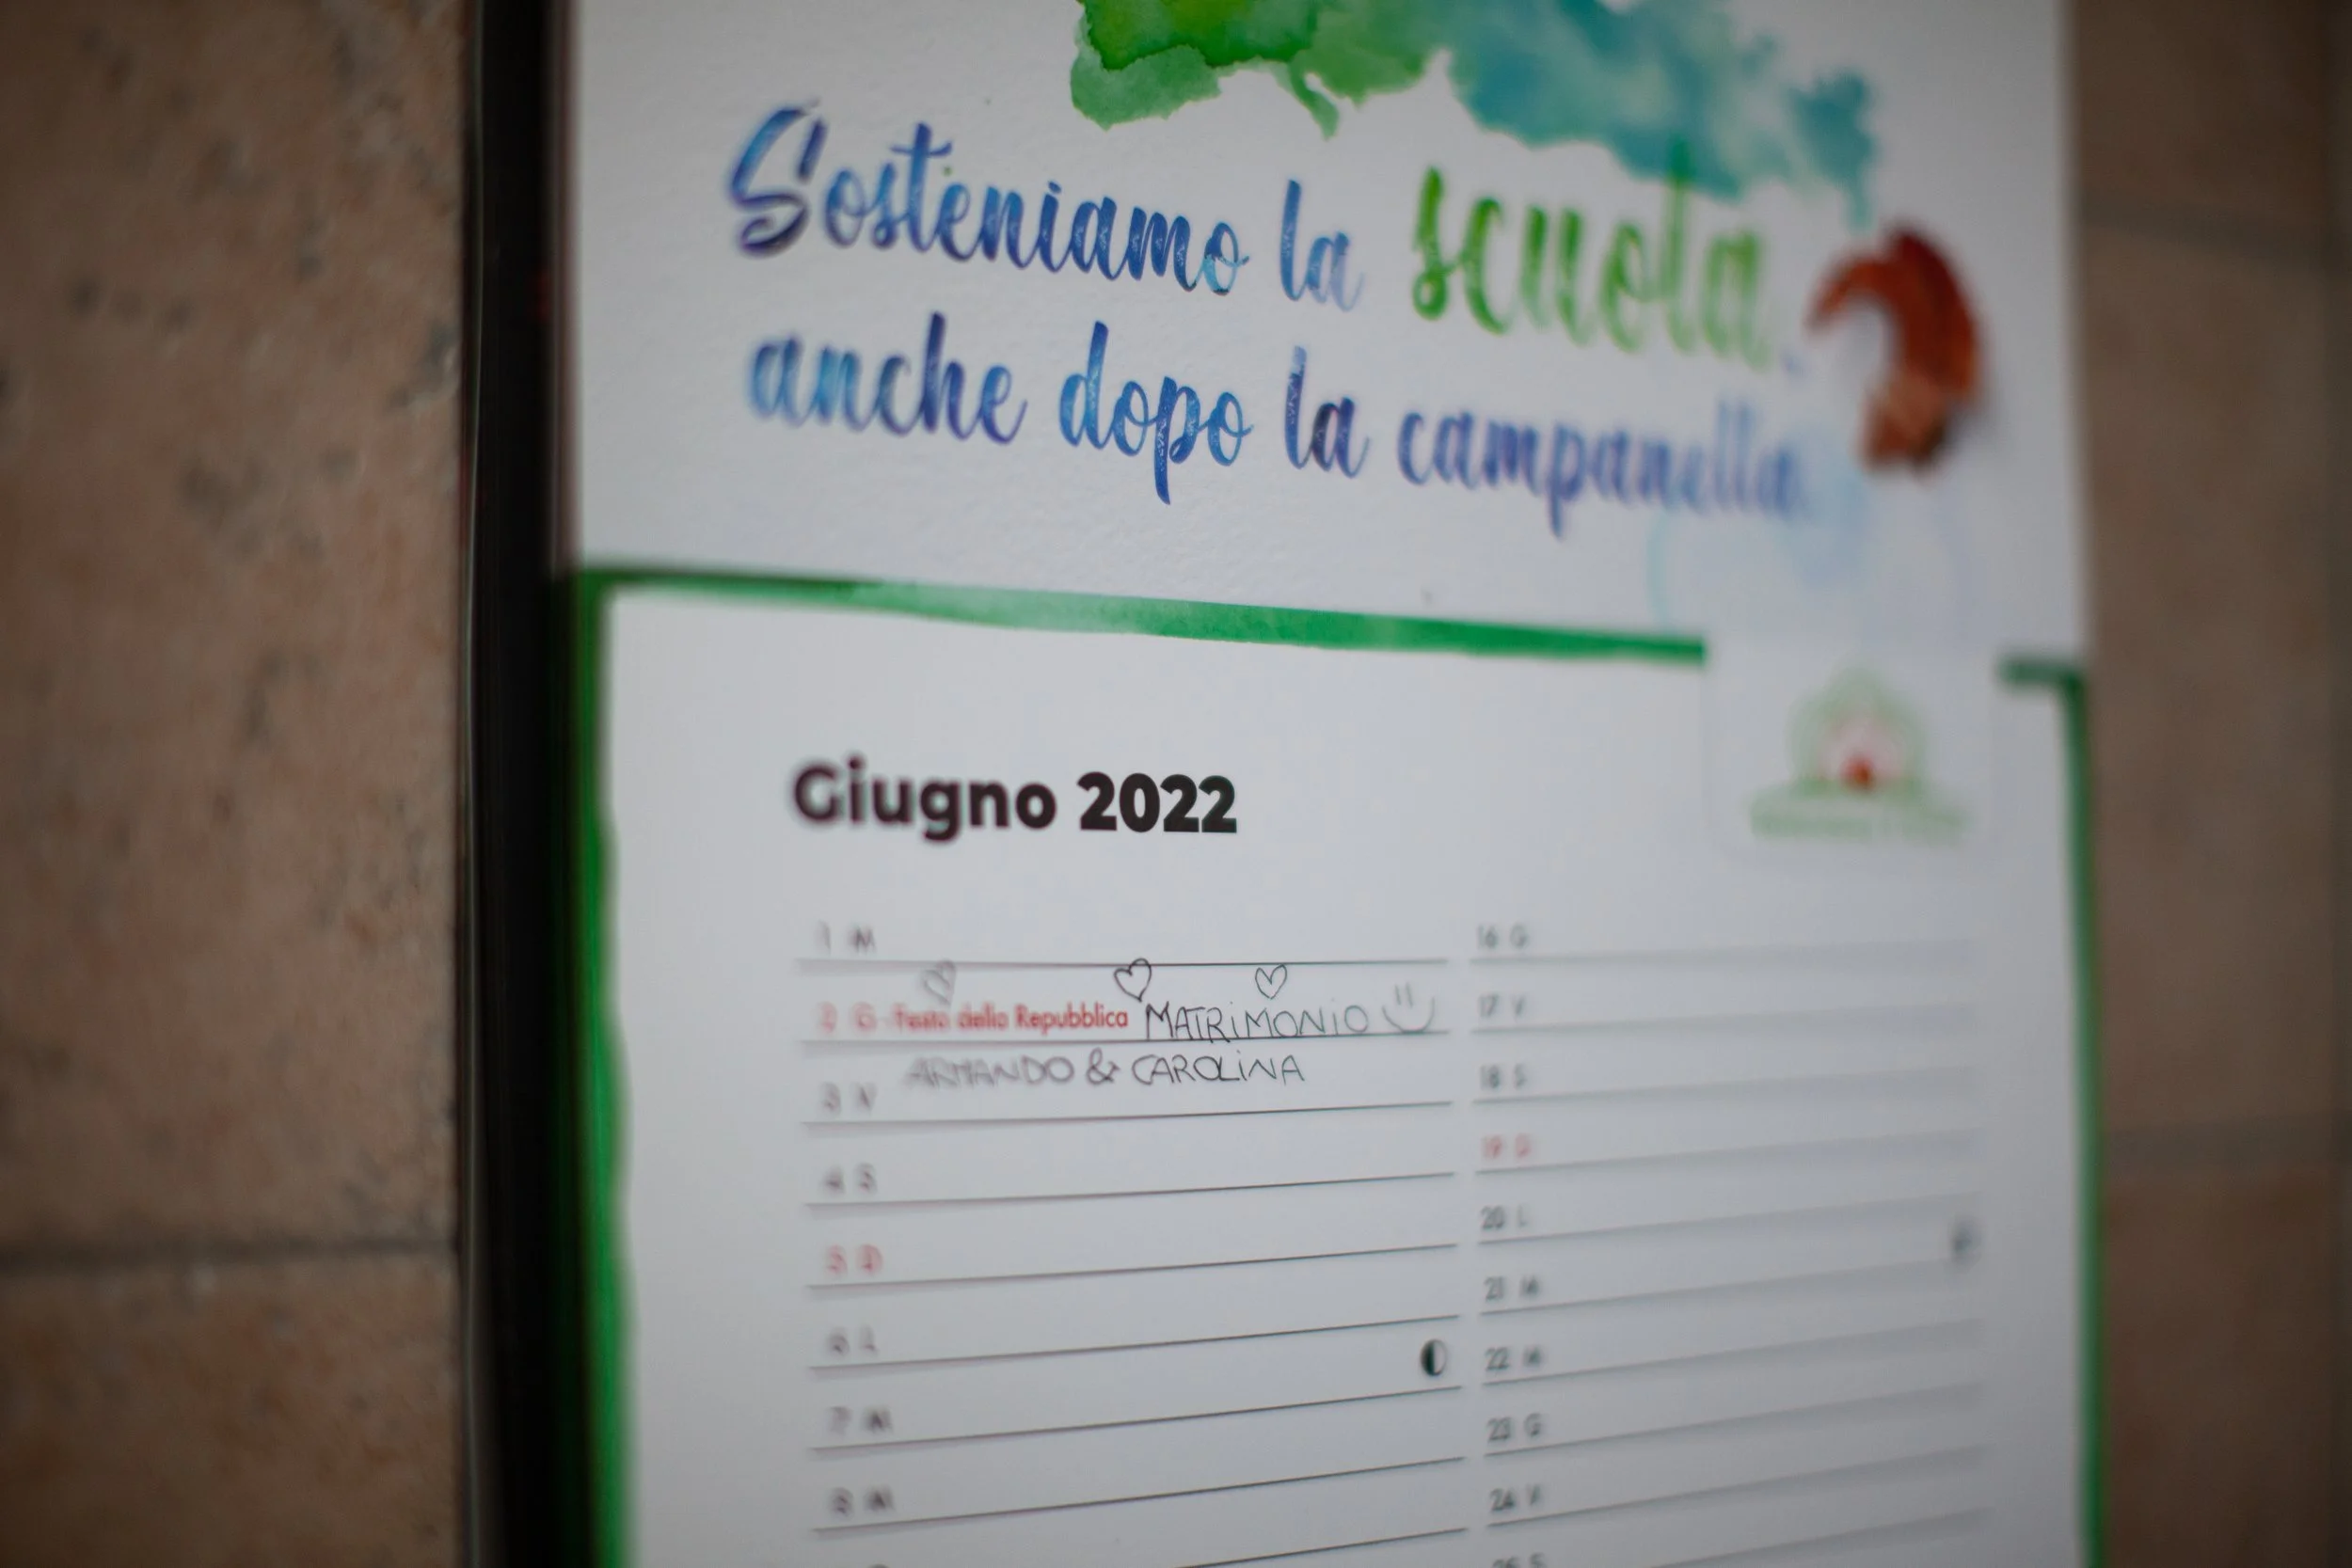 Sosteniamo la scuola,
anche dopo la campanella.
Giugno 2022
1 M
2 G - Festa della Repubblica MATRIMONIO
ARMANDO & CAROLINA
3 V
4 S
5 D
6 L
7 M
8 M
16 G
17 V
18 S
19 D
20 L
21 M
22 M
23 G
24 V
25 S